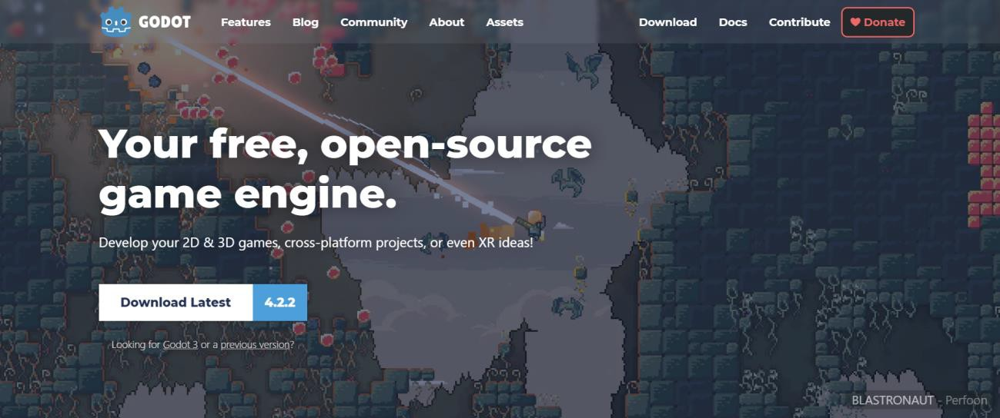 GODOT Features Blog Community About Assets Download Docs Contribute Donate
Your free, open-source
game engine.
Develop your 2D & 3D games, cross-platform projects, or even XR ideas!
Download Latest 4.2.2
Looking for Godot 3 or a previous version?
BLASTRONAUT - Perfoon